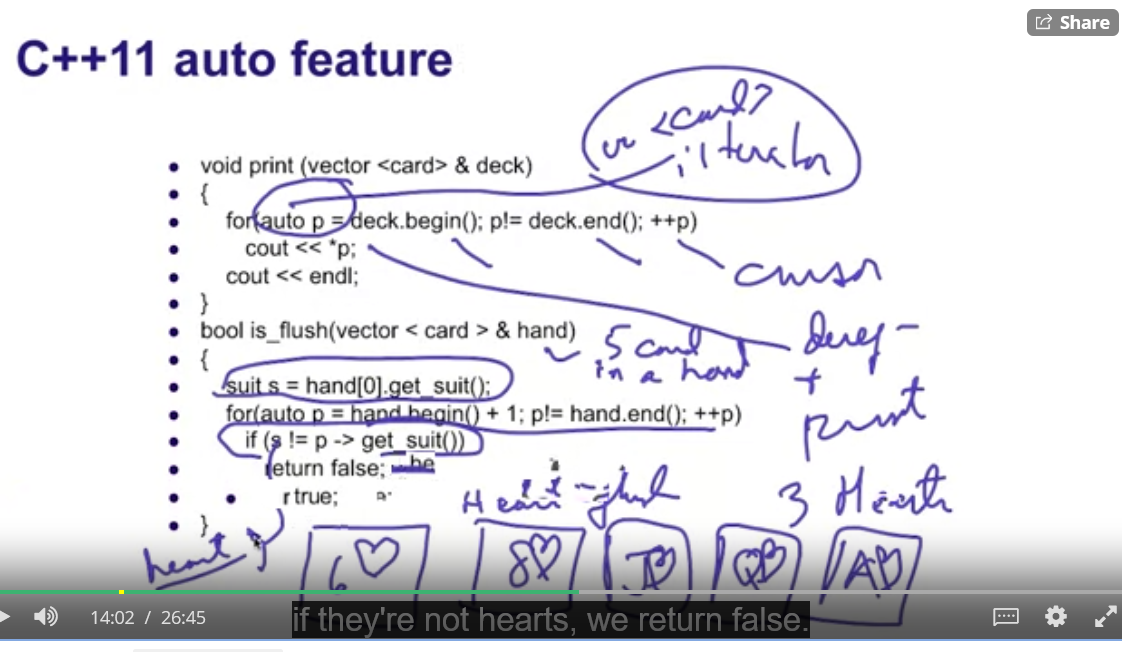 Share
C++11 auto feature
<card>
iterator
• void print (vector <card> & deck)
• {
• for(auto p = deck.begin(); p!= deck.end(); ++p)
• cout << *p;
• cout << endl;
• }
• bool is_flush(vector < card > & hand)
• {
• suit s = hand[0].get_suit();
• for(auto p = hand.begin() + 1; p!= hand.end(); ++p)
• if (s != p -> get_suit())
• return false;
• • r true;
• }
cursor
5 card
in a hand
deref
+
print
Heart flush
3 Hearts
heart
6♡
8♡
J♡
Q♡
A♡
14:02 / 26:45
if they're not hearts, we return false.